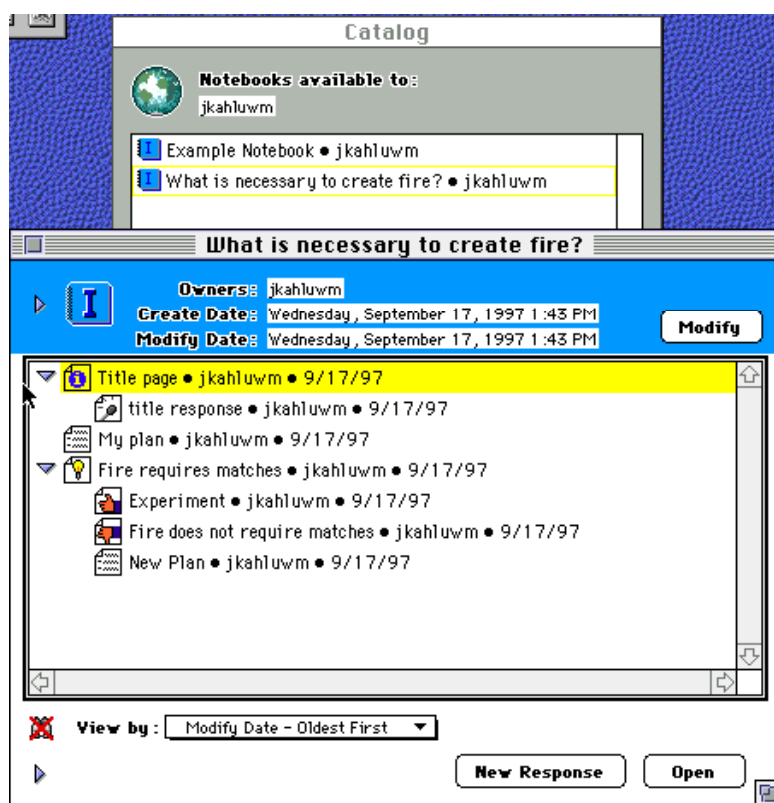 Catalog
Notebooks available to:
jkahluwm
I Example Notebook • jkahluwm
I What is necessary to create fire? • jkahluwm
What is necessary to create fire?
I
Owners: jkahluwm
Create Date: Wednesday, September 17, 1997 1:43 PM
Modify Date: Wednesday, September 17, 1997 1:43 PM
Modify
Title page • jkahluwm • 9/17/97
title response • jkahluwm • 9/17/97
My plan • jkahluwm • 9/17/97
Fire requires matches • jkahluwm • 9/17/97
Experiment • jkahluwm • 9/17/97
Fire does not require matches • jkahluwm • 9/17/97
New Plan • jkahluwm • 9/17/97
View by: Modify Date - Oldest First
New Response Open